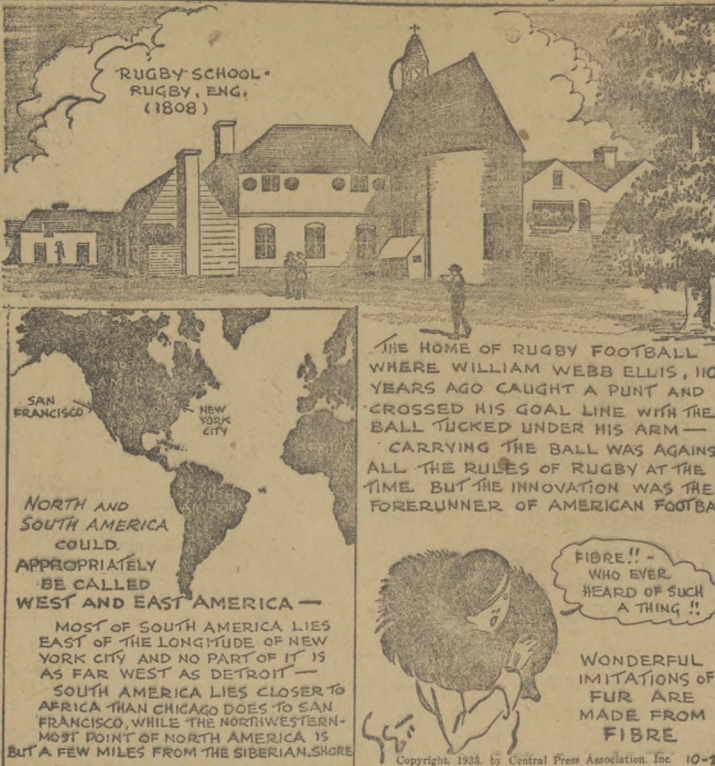 RUGBY SCHOOL-
RUGBY, ENG.
(1808)
THE HOME OF RUGBY FOOTBALL
WHERE WILLIAM WEBB ELLIS, 110
YEARS AGO CAUGHT A PUNT AND
CROSSED HIS GOAL LINE WITH THE
BALL TUCKED UNDER HIS ARM—
CARRYING THE BALL WAS AGAINS
ALL THE RULES OF RUGBY AT THE
TIME BUT THE INNOVATION WAS THE
FORERUNNER OF AMERICAN FOOTBA
NORTH
AMERICA
SAN
FRANCISCO
NEW
YORK
CITY
SOUTH
AMERICA
NORTH AND
SOUTH AMERICA
COULD
APPROPRIATELY
BE CALLED
WEST AND EAST AMERICA—
MOST OF SOUTH AMERICA LIES
EAST OF THE LONGITUDE OF NEW
YORK CITY AND NO PART OF IT IS
AS FAR WEST AS DETROIT—
SOUTH AMERICA LIES CLOSER TO
AFRICA THAN CHICAGO DOES TO SAN
FRANCISCO, WHILE THE NORTHWESTERN-
MOST POINT OF NORTH AMERICA IS
BUT A FEW MILES FROM THE SIBERIAN SHORE
FIBRE!!-
WHO EVER
HEARD OF SUCH
A THING!!
WONDERFUL
IMITATIONS OF
FUR ARE
MADE FROM
FIBRE
Copyright, 1933, by Central Press Association, Inc.